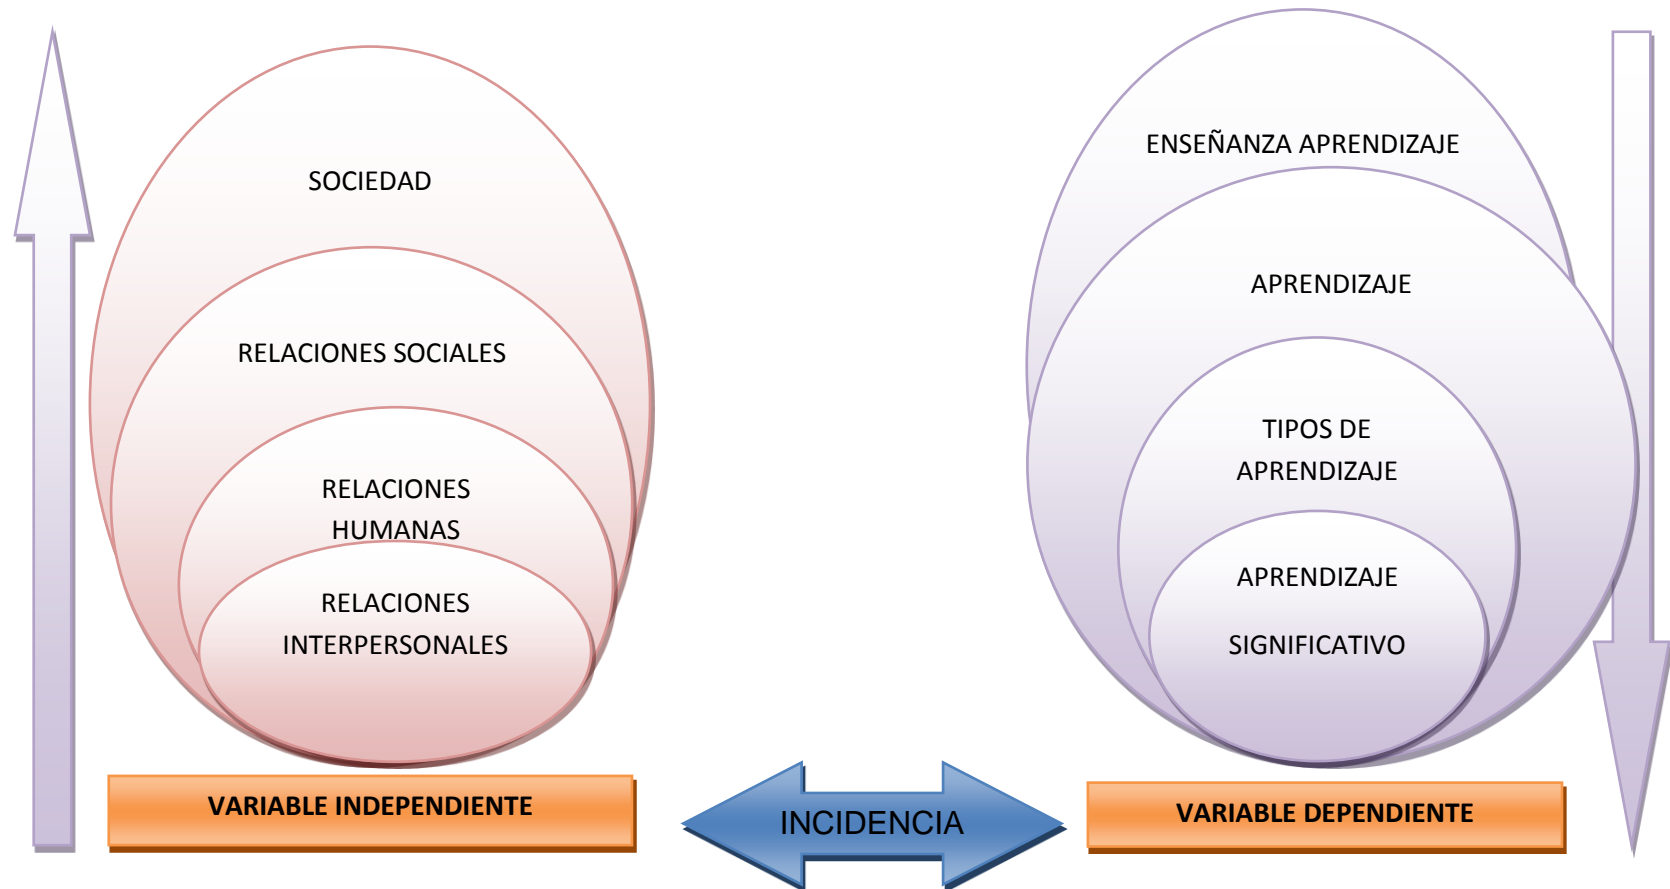 SOCIEDAD
RELACIONES SOCIALES
RELACIONES
HUMANAS
RELACIONES
INTERPERSONALES
VARIABLE INDEPENDIENTE
INCIDENCIA
ENSEÑANZA APRENDIZAJE
APRENDIZAJE
TIPOS DE
APRENDIZAJE
APRENDIZAJE
SIGNIFICATIVO
VARIABLE DEPENDIENTE